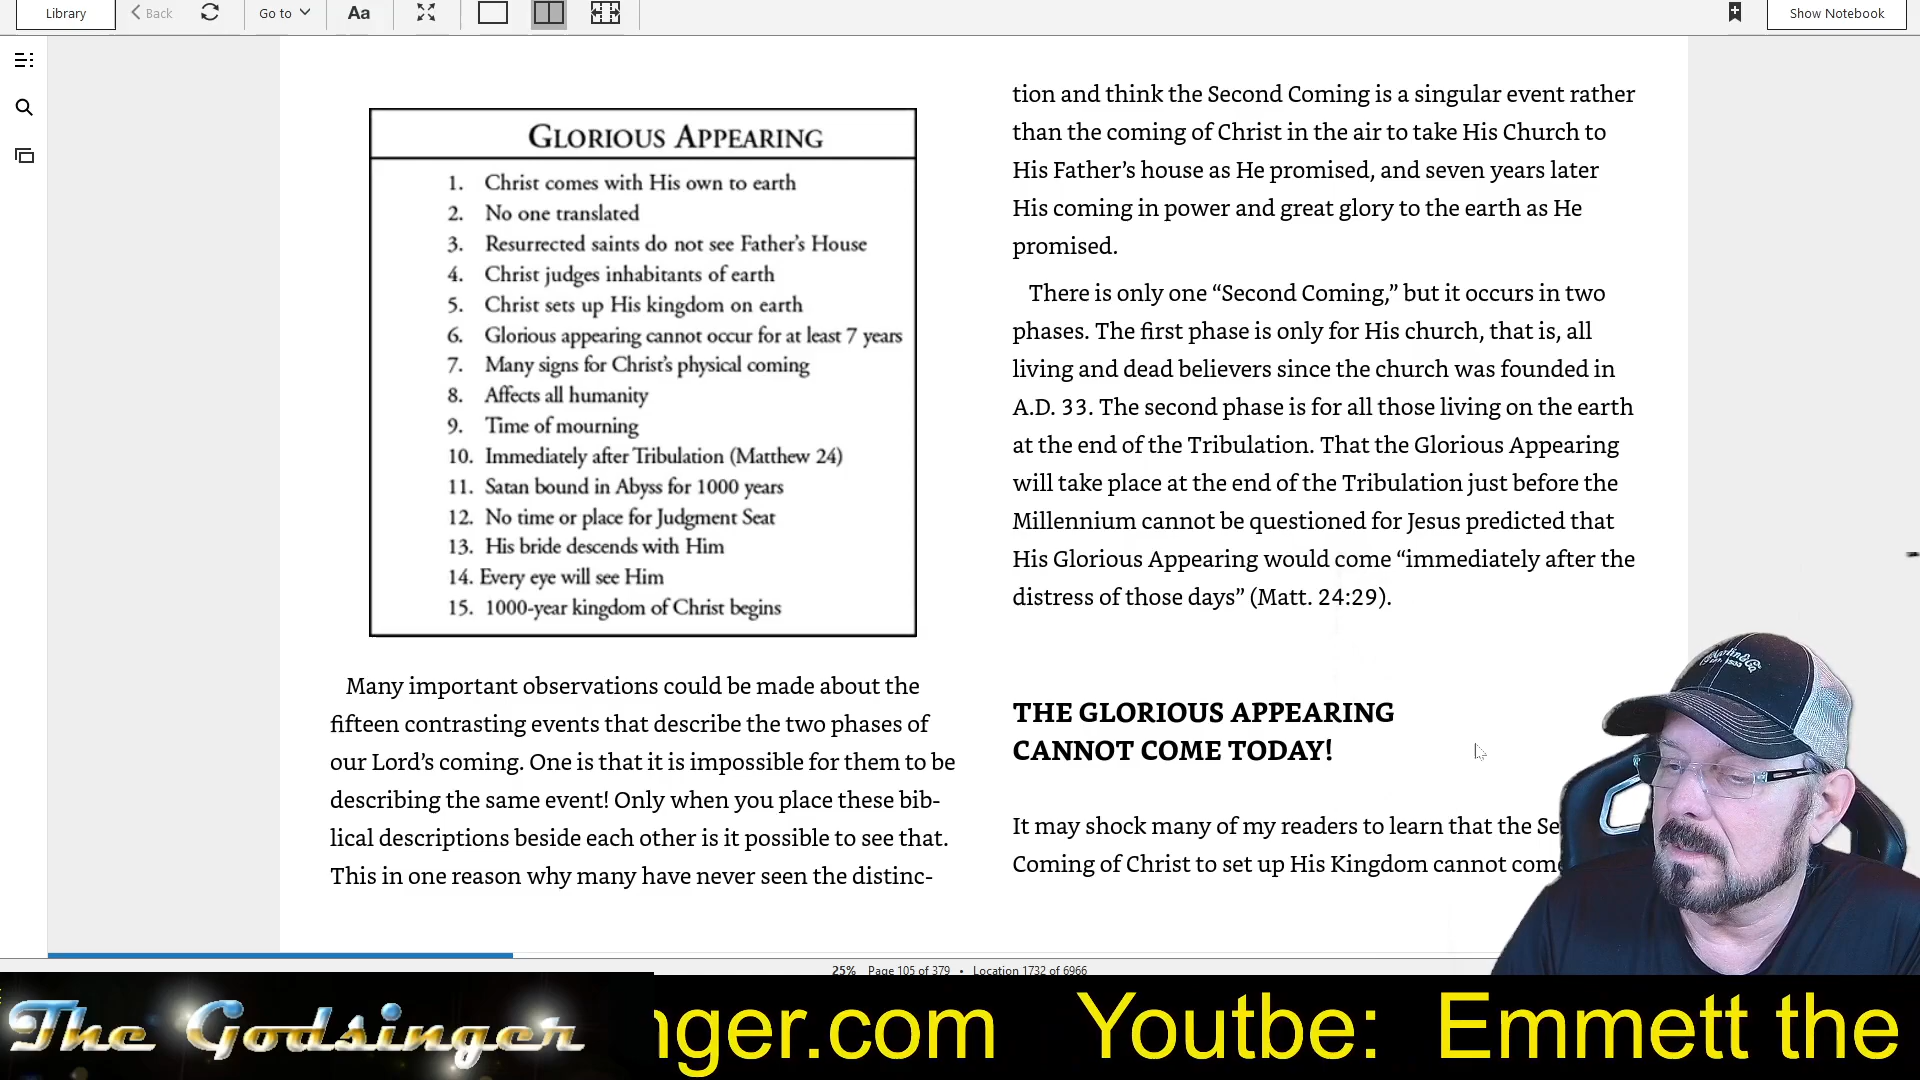 Library
Back
Go to
Aa
Show Notebook
GLORIOUS APPEARING
1. Christ comes with His own to earth
2. No one translated
3. Resurrected saints do not see Father's House
4. Christ judges inhabitants of earth
5. Christ sets up His kingdom on earth
6. Glorious appearing cannot occur for at least 7 years
7. Many signs for Christ's physical coming
8. Affects all humanity
9. Time of mourning
10. Immediately after Tribulation (Matthew 24)
11. Satan bound in Abyss for 1000 years
12. No time or place for Judgment Seat
13. His bride descends with Him
14. Every eye will see Him
15. 1000-year kingdom of Christ begins
Many important observations could be made about the
fifteen contrasting events that describe the two phases of
our Lord’s coming. One is that it is impossible for them to be
describing the same event! Only when you place these bib-
lical descriptions beside each other is it possible to see that.
This in one reason why many have never seen the distinc-
tion and think the Second Coming is a singular event rather
than the coming of Christ in the air to take His Church to
His Father’s house as He promised, and seven years later
His coming in power and great glory to the earth as He
promised.
There is only one “Second Coming,” but it occurs in two
phases. The first phase is only for His church, that is, all
living and dead believers since the church was founded in
A.D. 33. The second phase is for all those living on the earth
at the end of the Tribulation. That the Glorious Appearing
will take place at the end of the Tribulation just before the
Millennium cannot be questioned for Jesus predicted that
His Glorious Appearing would come “immediately after the
distress of those days” (Matt. 24:29).
THE GLORIOUS APPEARING
CANNOT COME TODAY!
It may shock many of my readers to learn that the Se
Coming of Christ to set up His Kingdom cannot come
25% Page 105 of 379 • Location 1732 of 6966
The Godsinger
nger.com Youtbe: Emmett the